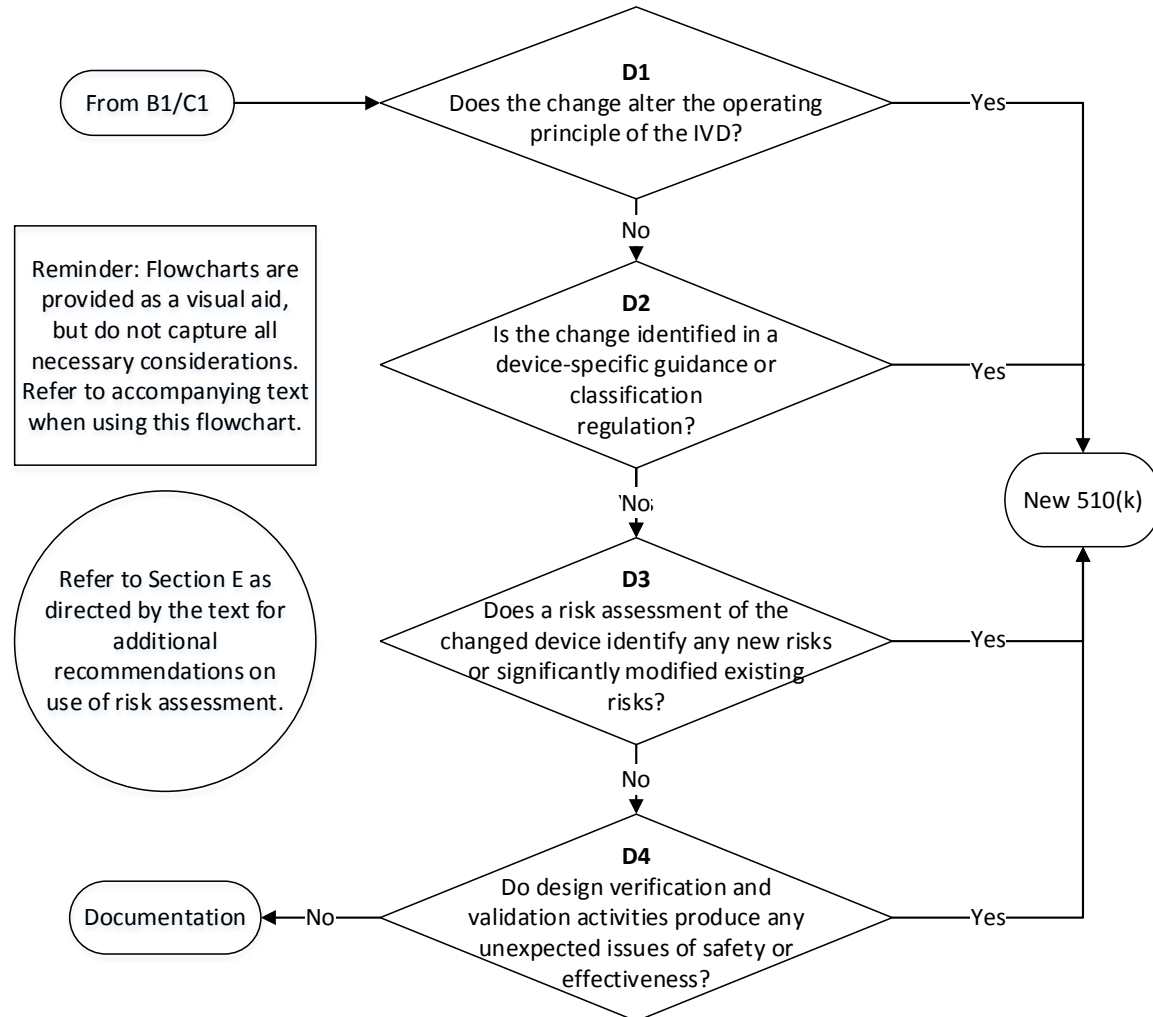 From B1/C1
D1
Does the change alter the operating
principle of the IVD?
Yes
No
Reminder: Flowcharts are
provided as a visual aid,
but do not capture all
necessary considerations.
Refer to accompanying text
when using this flowchart.
D2
Is the change identified in a
device-specific guidance or
classification
regulation?
Yes
New 510(k)
No
Refer to Section E as
directed by the text for
additional
recommendations on
use of risk assessment.
D3
Does a risk assessment of the
changed device identify any new risks
or significantly modified existing
risks?
Yes
No
D4
Do design verification and
validation activities produce any
unexpected issues of safety or
effectiveness?
Yes
No
Documentation